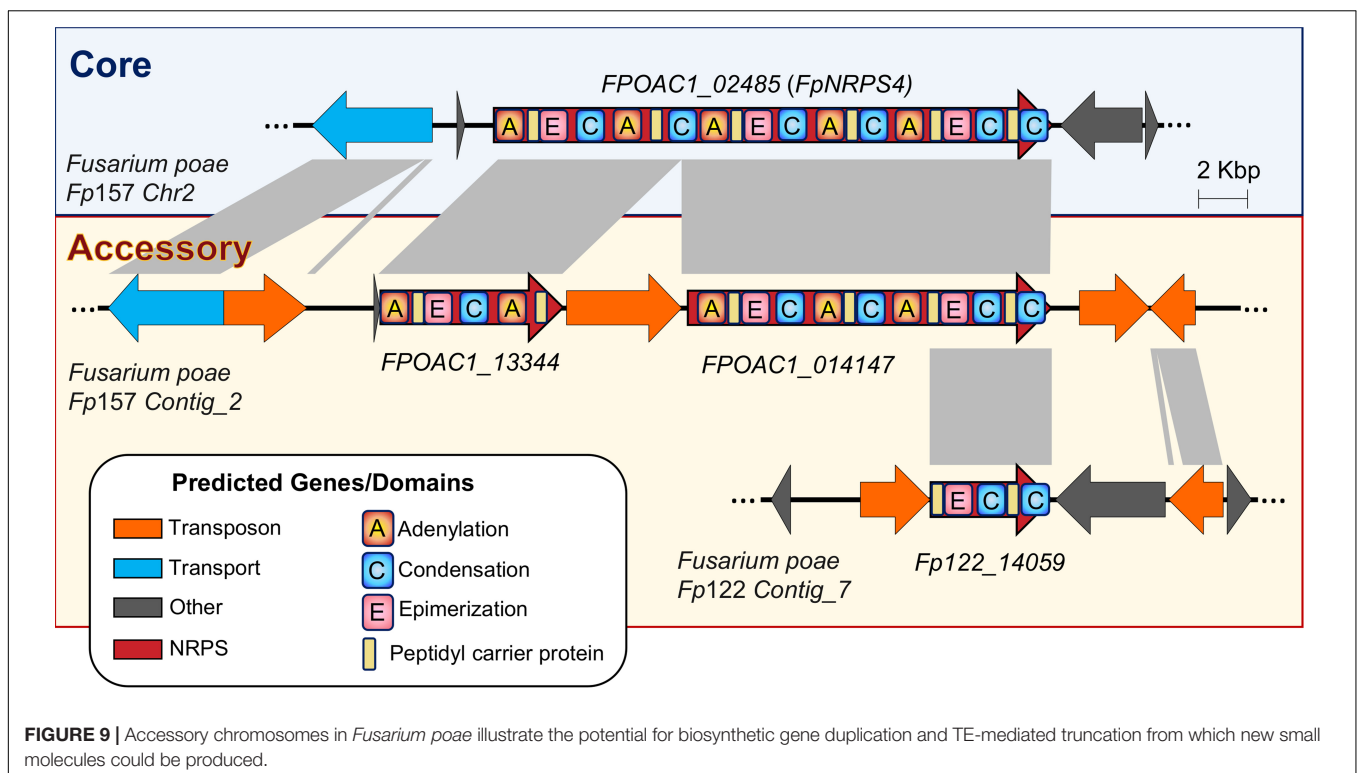 Core
FPOAC1_02485 (FpNRPS4)
... A E C A C A E C A C A E C C ...
Fusarium poae
Fp157 Chr2
2 Kbp
Accessory
... A E C A A E C A C A E C C ...
FPOAC1_13344
FPOAC1_014147
Fusarium poae
Fp157 Contig_2
... E C C ...
Fp122_14059
Fusarium poae
Fp122 Contig_7
Predicted Genes/Domains
Transposon
Transport
Other
NRPS
A Adenylation
C Condensation
E Epimerization
Peptidyl carrier protein
FIGURE 9 | Accessory chromosomes in Fusarium poae illustrate the potential for biosynthetic gene duplication and TE-mediated truncation from which new small
molecules could be produced.